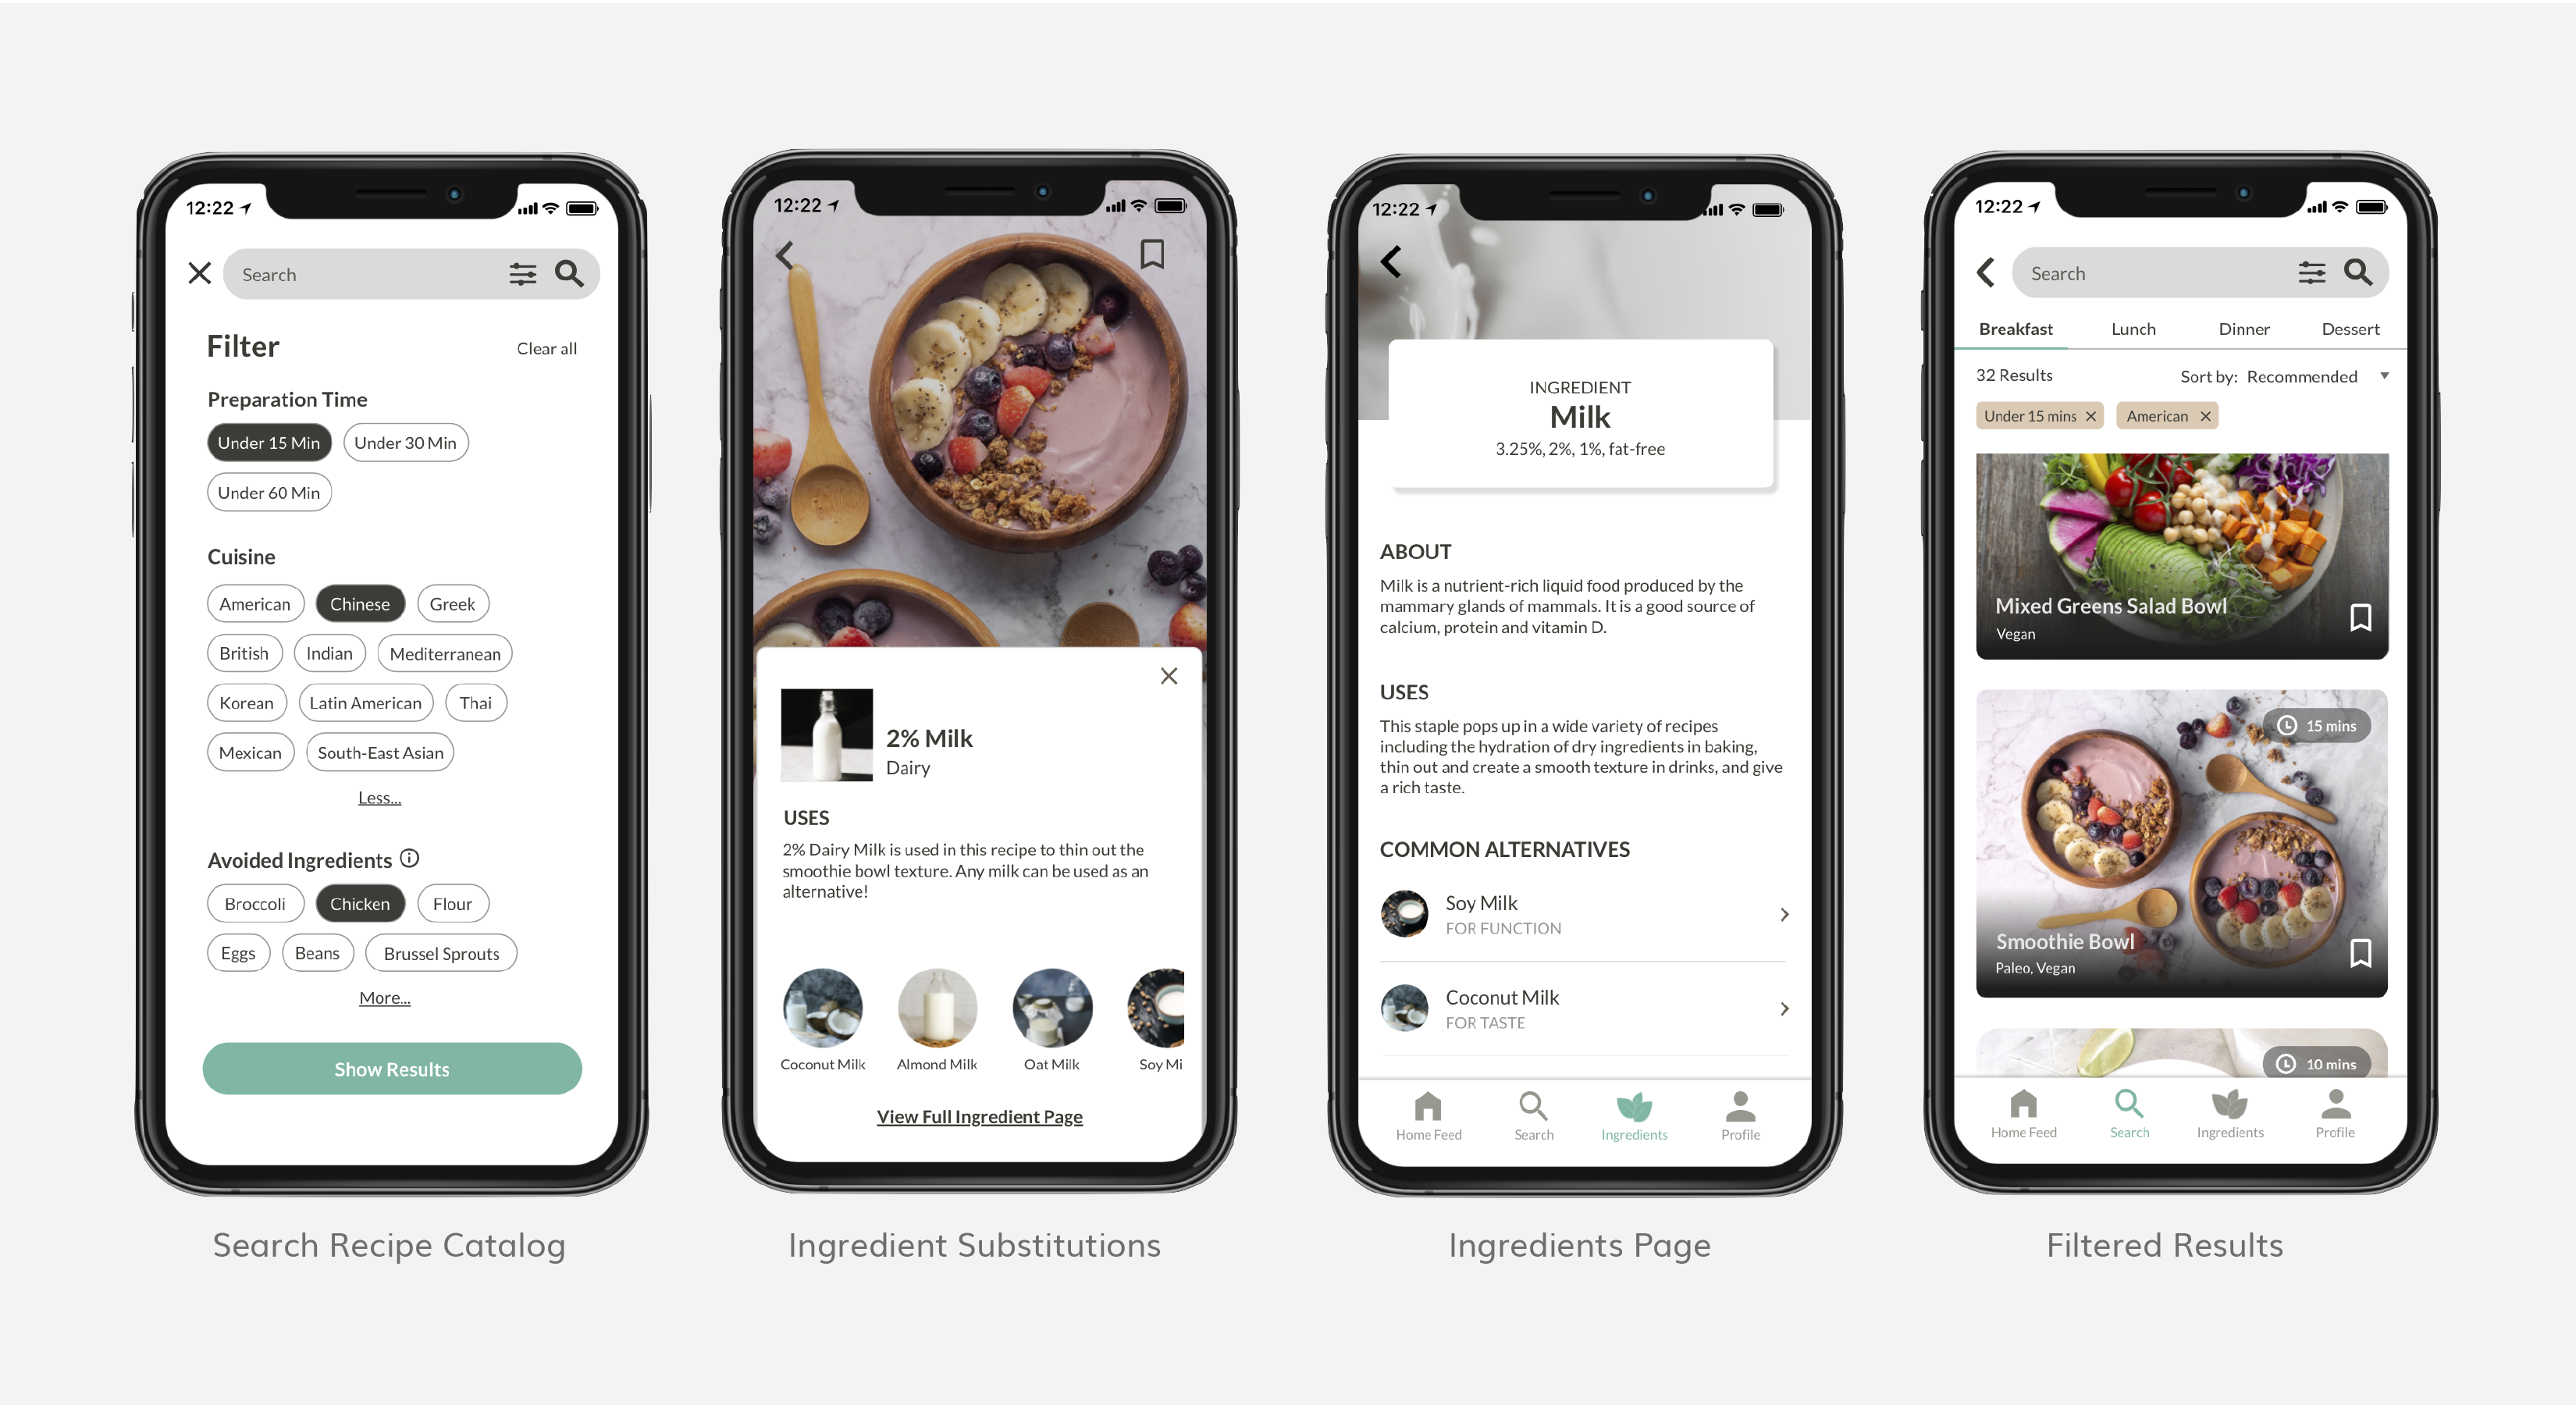 12:22
Search
Filter
Clear all
Preparation Time
Under 15 Min
Under 30 Min
Under 60 Min
Cuisine
American
Chinese
Greek
British
Indian
Mediterranean
Korean
Latin American
Thai
Mexican
South-East Asian
Less...
Avoided Ingredients
Broccoli
Chicken
Flour
Eggs
Beans
Brussel Sprouts
More...
Show Results
Search Recipe Catalog
12:22
2% Milk
Dairy
USES
2% Dairy Milk is used in this recipe to thin out the
smoothie bowl texture. Any milk can be used as an
alternative!
Coconut Milk
Almond Milk
Oat Milk
Soy Mi
View Full Ingredient Page
Ingredient Substitutions
12:22
INGREDIENT
Milk
3.25%, 2%, 1%, fat-free
ABOUT
Milk is a nutrient-rich liquid food produced by the
mammary glands of mammals. It is a good source of
calcium, protein and vitamin D.
USES
This staple pops up in a wide variety of recipes
including the hydration of dry ingredients in baking,
thin out and create a smooth texture in drinks, and give
a rich taste.
COMMON ALTERNATIVES
Soy Milk
FOR FUNCTION
Coconut Milk
FOR TASTE
Home Feed
Search
Ingredients
Profile
Ingredients Page
12:22
Search
Breakfast
Lunch
Dinner
Dessert
32 Results
Sort by: Recommended
Under 15 mins
American
Mixed Greens Salad Bowl
Vegan
15 mins
Smoothie Bowl
Paleo, Vegan
10 mins
Home Feed
Search
Ingredients
Profile
Filtered Results